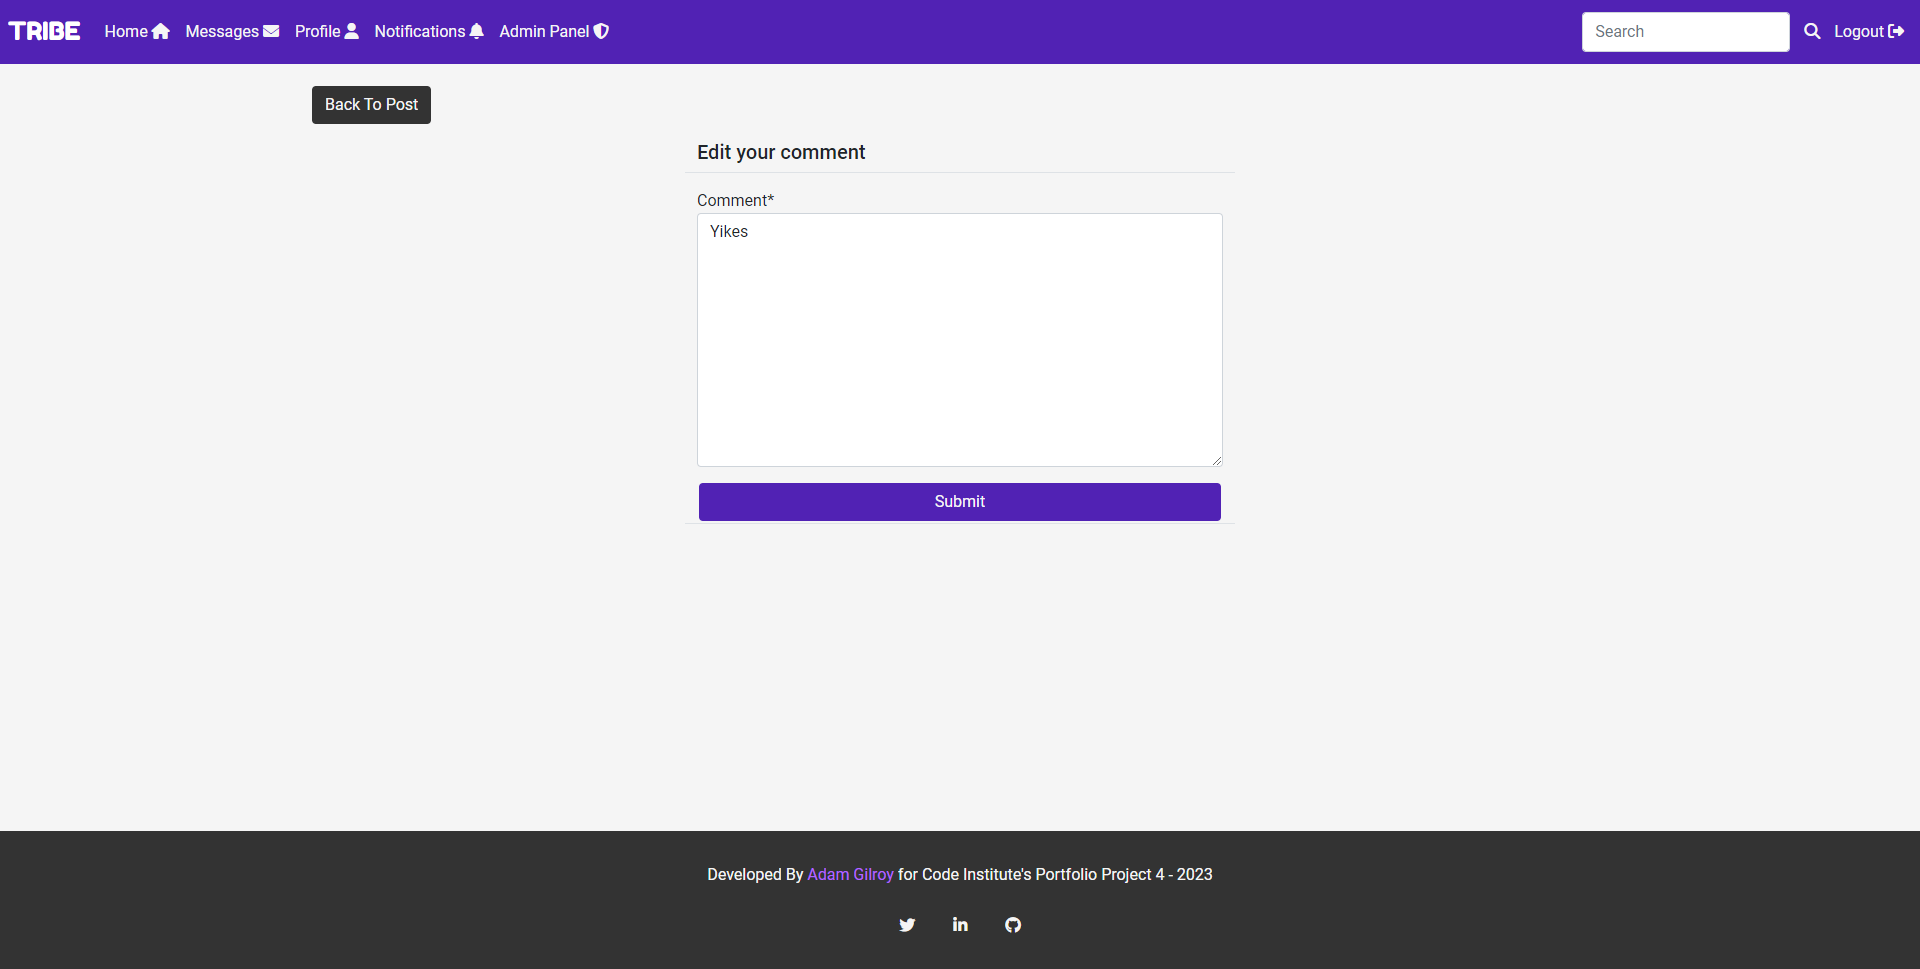 TRIBE Home Messages Profile Notifications Admin Panel Search Logout
Back To Post
Edit your comment
Comment*
Yikes
Submit
Developed By Adam Gilroy for Code Institute's Portfolio Project 4 - 2023